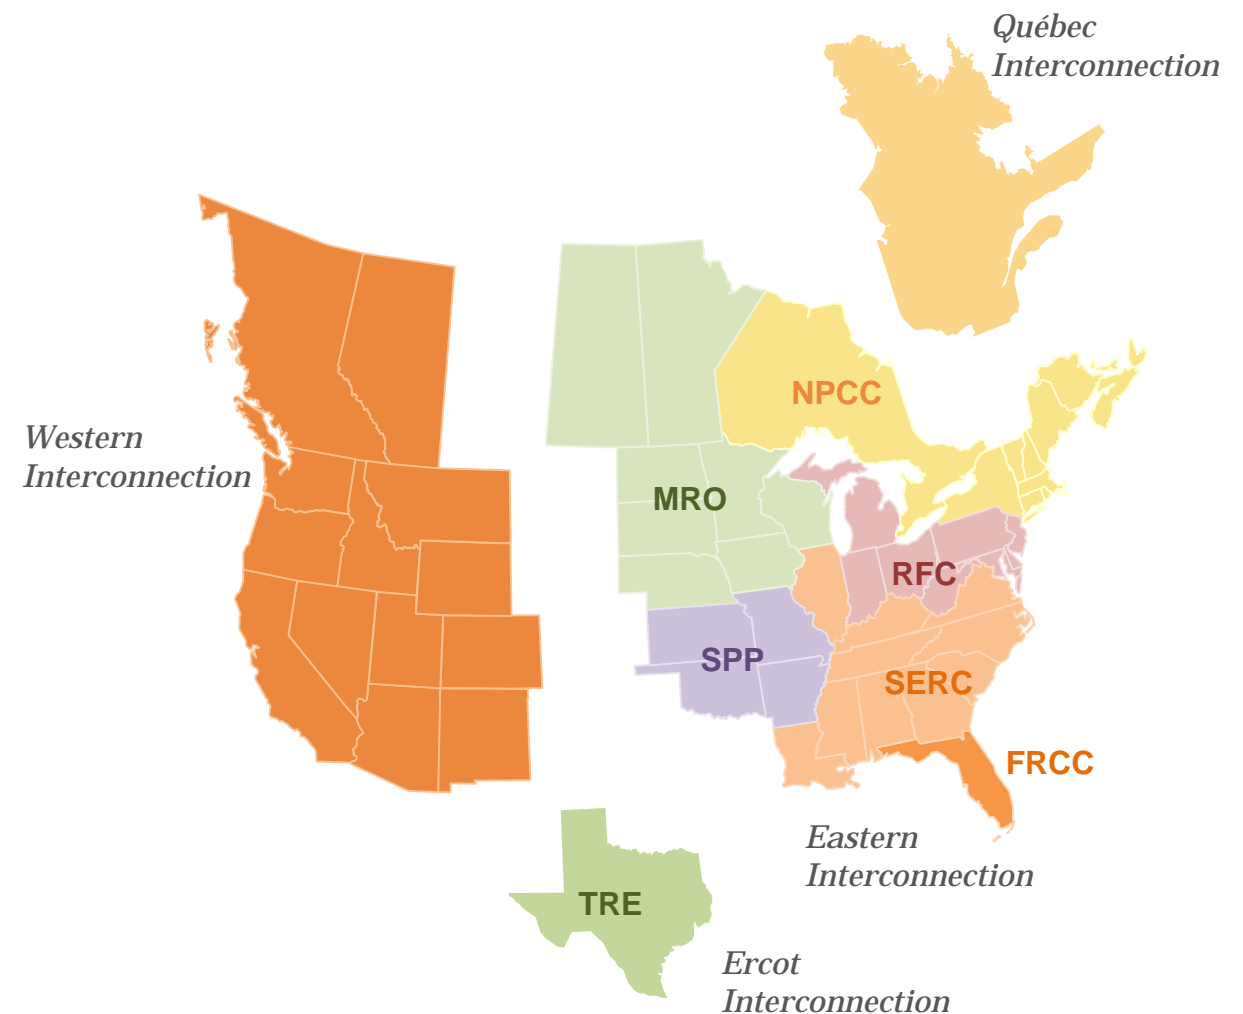 Québec
Interconnection
NPCC
Western
Interconnection
MRO
RFC
SPP
SERC
FRCC
Eastern
Interconnection
TRE
Ercot
Interconnection